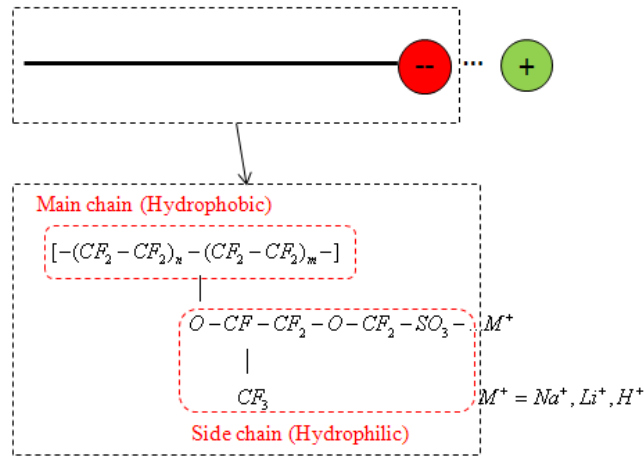 -- ... +
Main chain (Hydrophobic)
[-(CF₂-CF₂)ₙ-(CF₂-CF₂)ₘ-]
|
O-CF-CF₂-O-CF₂-SO₃-...M⁺
|
CF₃
M⁺ = Na⁺, Li⁺, H⁺
Side chain (Hydrophilic)